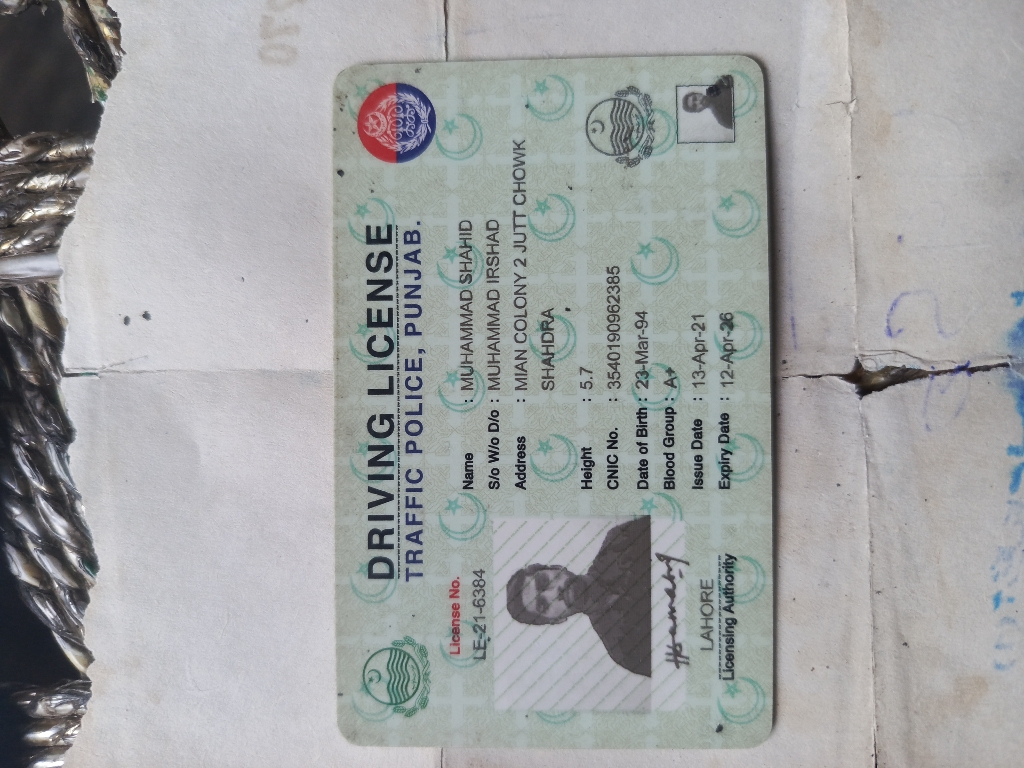 DRIVING LICENSE
TRAFFIC POLICE, PUNJAB.
License No.
LE-21-6384
Name : MUHAMMAD SHAHID
S/o W/o D/o : MUHAMMAD IRSHAD
Address : MIAN COLONY 2 JUTT CHOWK
SHAHDRA
Height : 5.7
CNIC No. : 3540190962385
Date of Birth : 23-Mar-94
Blood Group : A+
Issue Date : 13-Apr-21
Expiry Date : 12-Apr-26
LAHORE
Licensing Authority